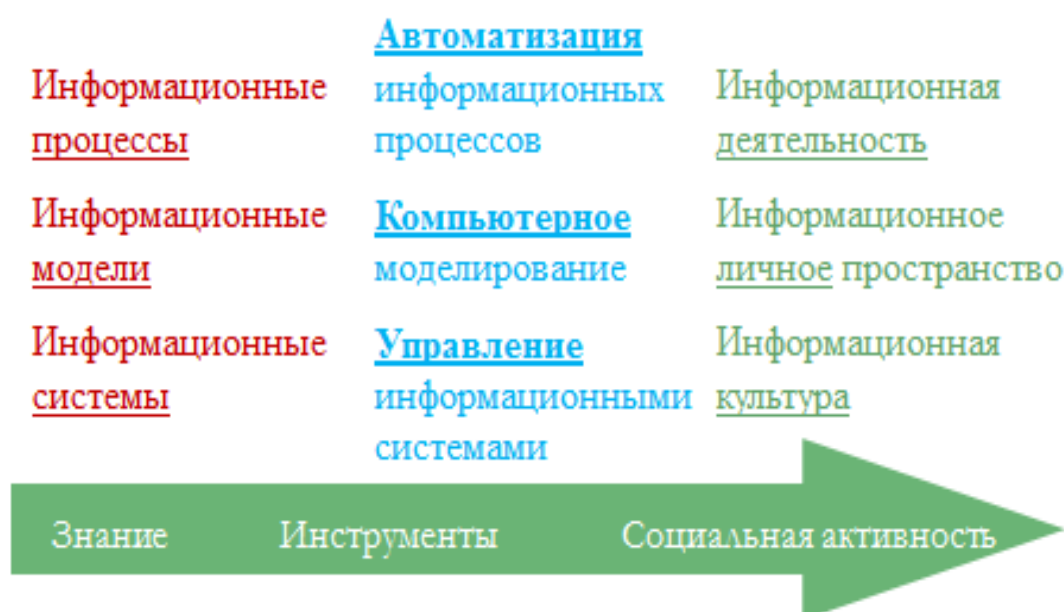 Информационные
процессы
Автоматизация
информационных
процессов
Информационная
деятельность
Информационные
модели
Компьютерное
моделирование
Информационное
личное пространство
Информационные
системы
Управление
информационными
системами
Информационная
культура
Знание
Инструменты
Социальная активность